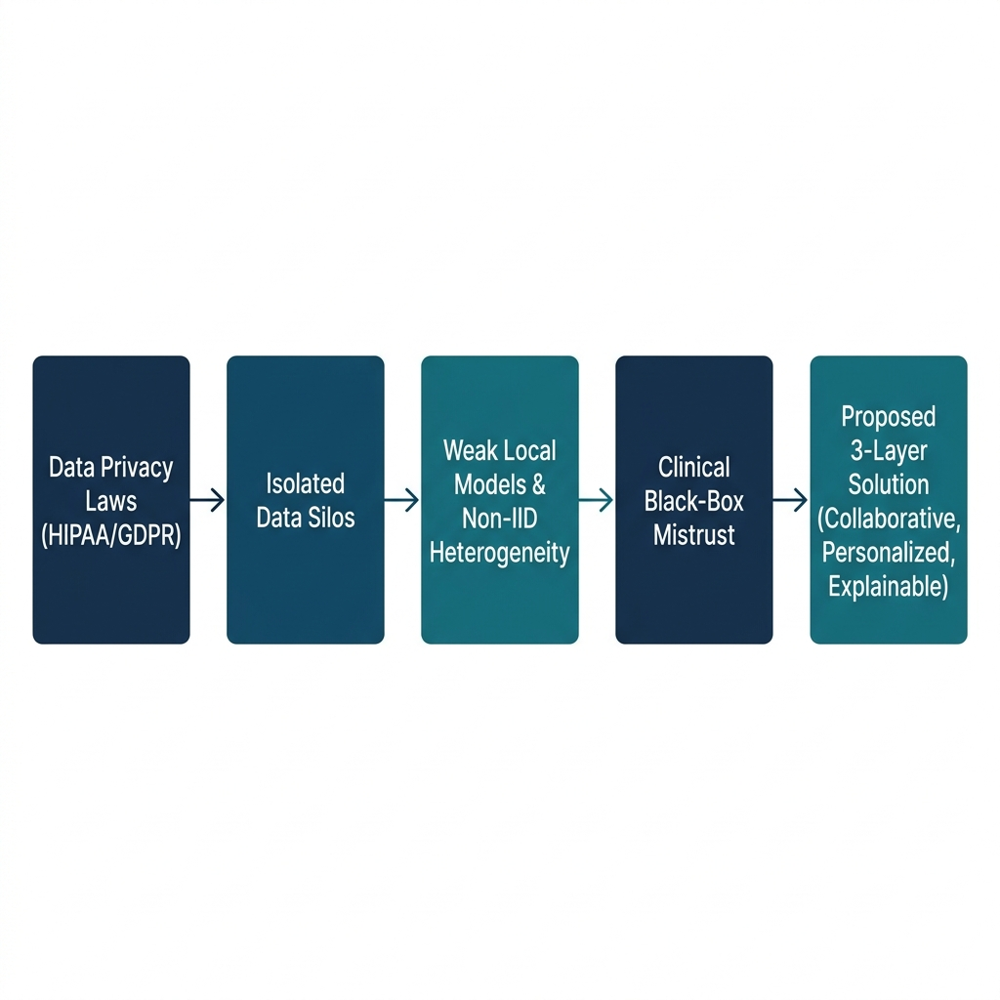 Data Privacy
Laws
(HIPAA/GDPR)
Isolated
Data Silos
Weak Local
Models &
Non-IID
Heterogeneity
Clinical
Black-Box
Mistrust
Proposed
3-Layer
Solution
(Collaborative,
Personalized,
Explainable)